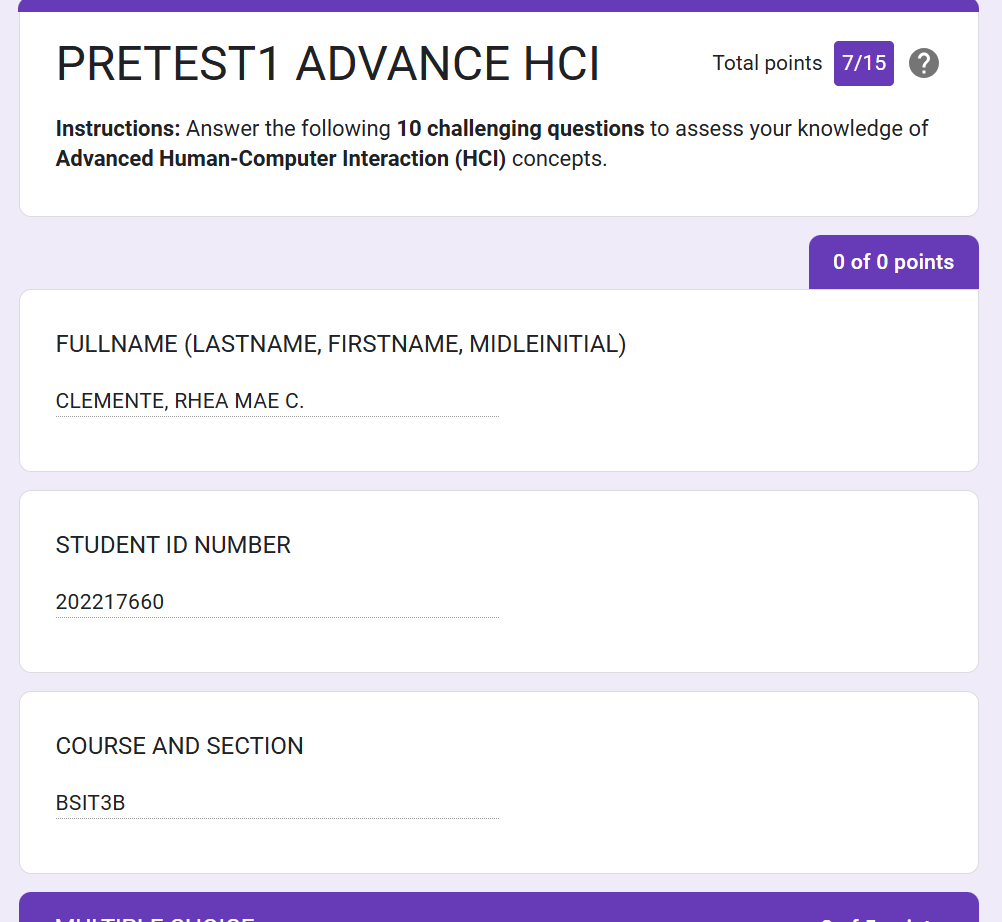 PRETEST1 ADVANCE HCI
Total points 7/15 ?
Instructions: Answer the following 10 challenging questions to assess your knowledge of
Advanced Human-Computer Interaction (HCI) concepts.
0 of 0 points
FULLNAME (LASTNAME, FIRSTNAME, MIDLEINITIAL)
CLEMENTE, RHEA MAE C.
STUDENT ID NUMBER
202217660
COURSE AND SECTION
BSIT3B
MULTIPLE CHOICE